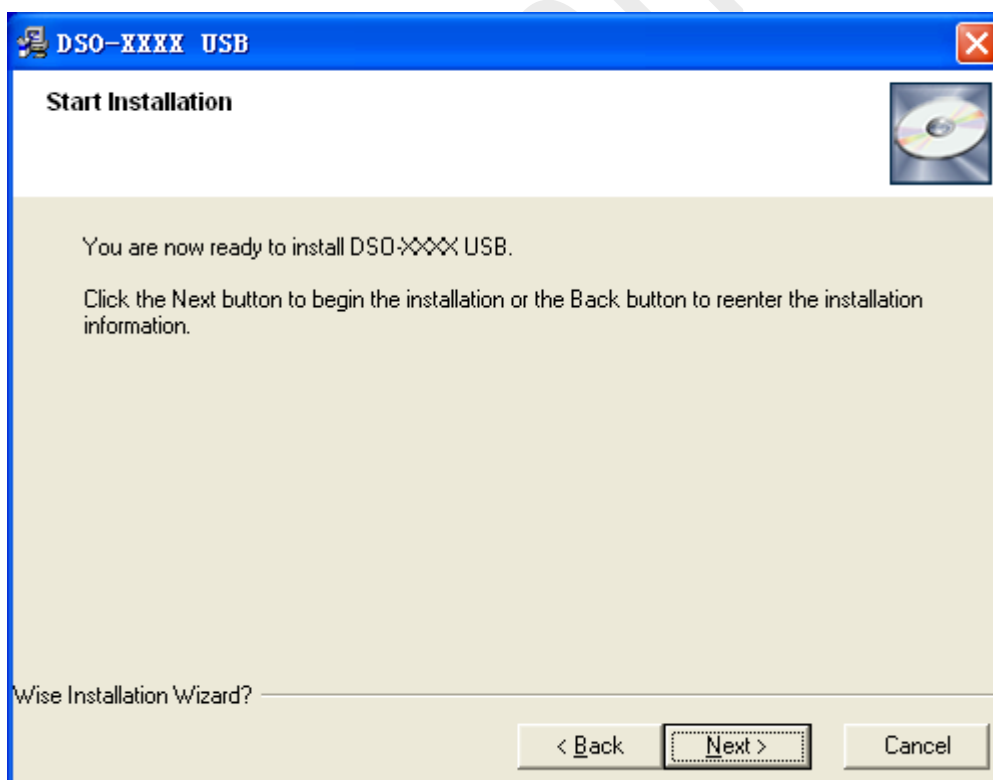 DSO-XXXX USB
Start Installation
You are now ready to install DSO-XXXX USB.
Click the Next button to begin the installation or the Back button to reenter the installation
information.
Wise Installation Wizard?
< Back
Next >
Cancel